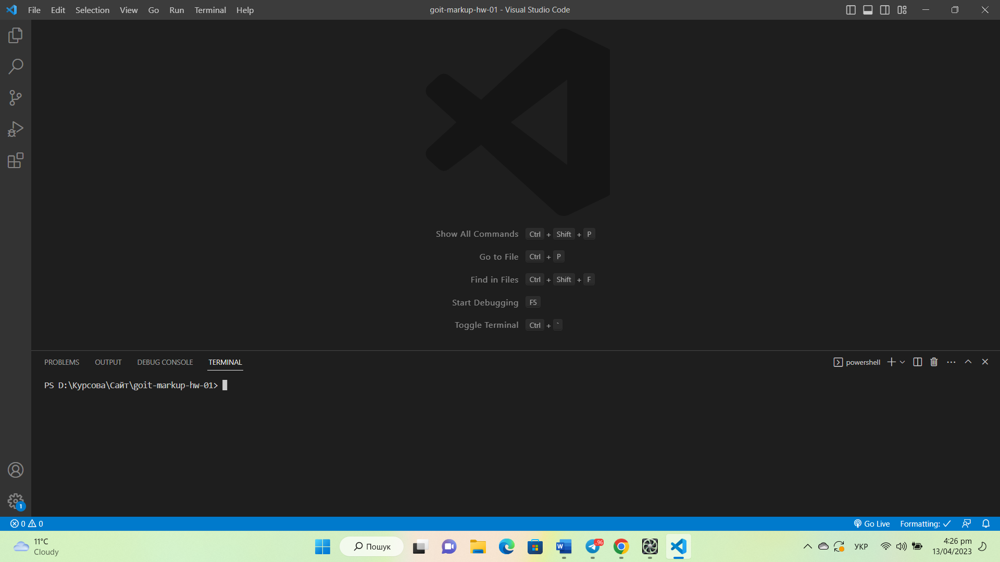 File Edit Selection View Go Run Terminal Help
goit-markup-hw-01 - Visual Studio Code
Show All Commands Ctrl + Shift + P
Go to File Ctrl + P
Find in Files Ctrl + Shift + F
Start Debugging F5
Toggle Terminal Ctrl + `
PROBLEMS OUTPUT DEBUG CONSOLE TERMINAL
powershell
PS D:\Курсова\Сайт\goit-markup-hw-01>
1
0 0
Go Live Formatting:
11°C
Cloudy
Пошук
W
..96
УКР
4:26 pm
13/04/2023